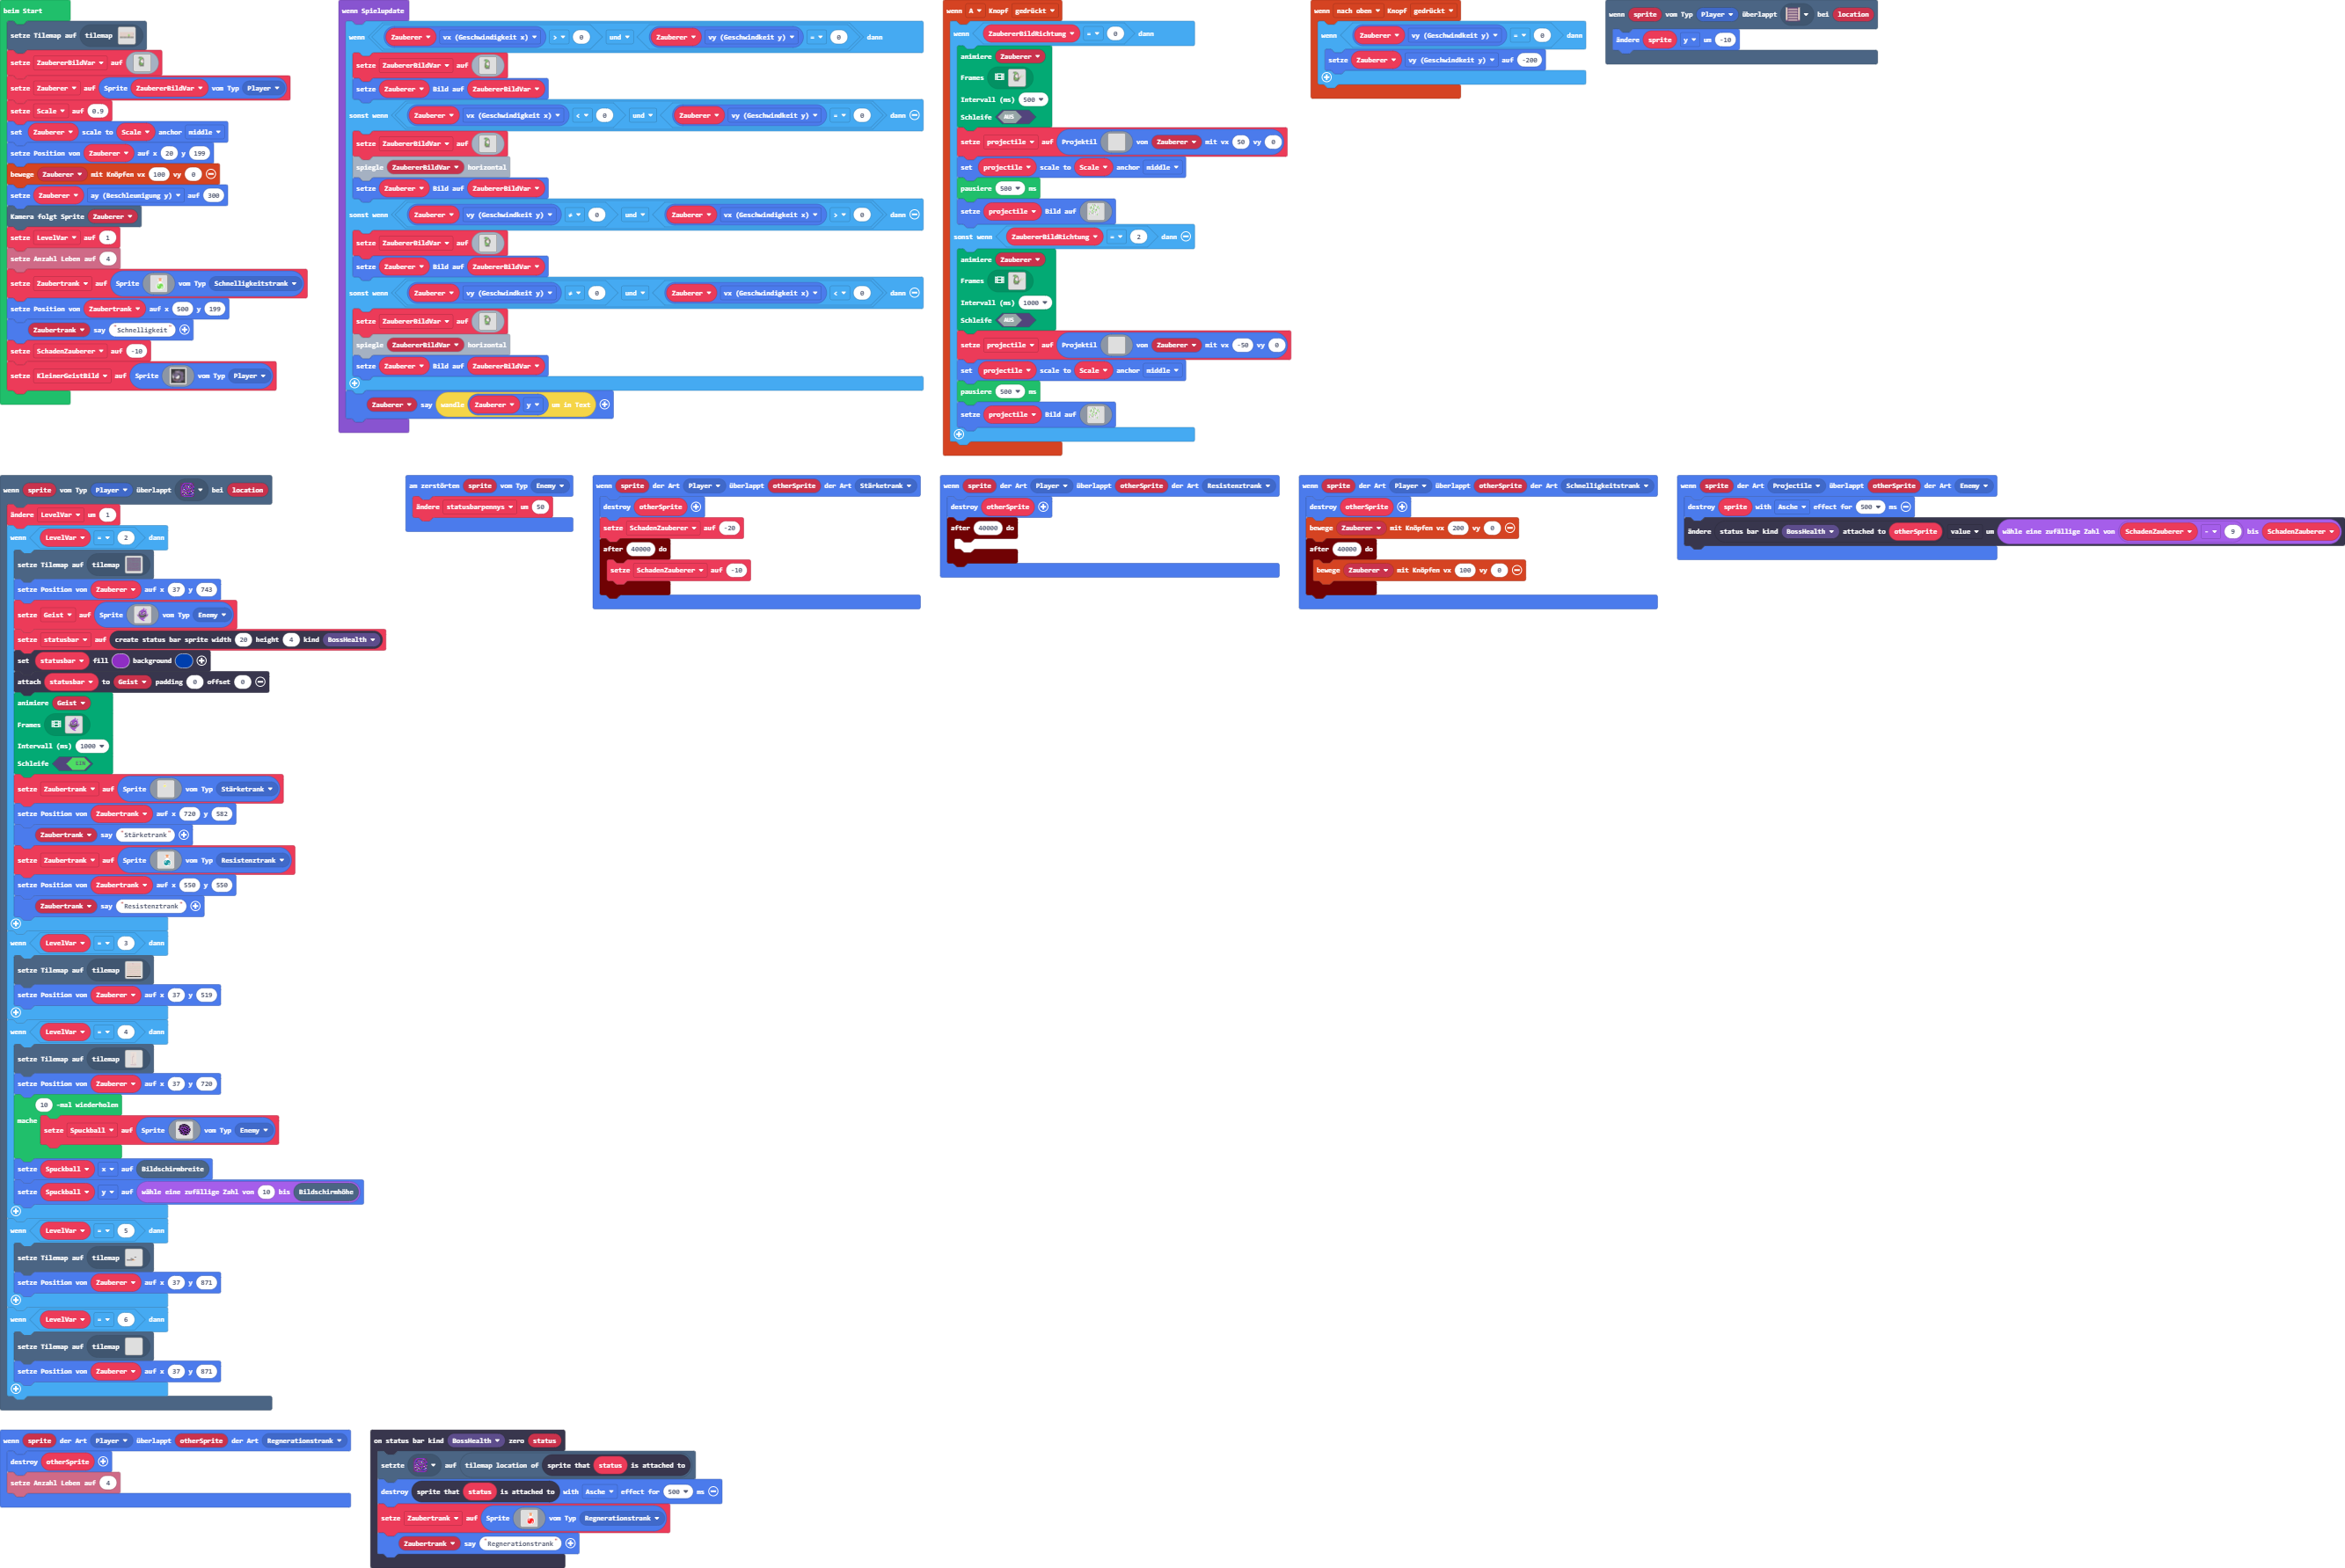 beim Start
setze Tilemap auf tilemap
setze ZaubererBildVar auf
setze Zauberer auf Sprite ZaubererBildVar vom Typ Player
setze Scale auf 0.9
set Zauberer scale to Scale anchor middle
setze Position von Zauberer auf x 20 y 199
bewege Zauberer mit Knöpfen vx 100 vy 0
setze Zauberer ay (Beschleunigung y) auf 300
Kamera folgt Sprite Zauberer
setze LevelVar auf 1
setze Anzahl Leben auf 4
setze Zaubertrank auf Sprite vom Typ Schnelligkeitstrank
setze Position von Zaubertrank auf x 500 y 199
Zaubertrank say "Schnelligkeit"
setze SchadenZauberer auf -10
setze KleinerGeistBild auf Sprite vom Typ Player
wenn Spielupdate
wenn Zauberer vx (Geschwindigkeit x) > 0 und Zauberer vy (Geschwindkeit y) = 0 dann
setze ZaubererBildVar auf
setze Zauberer Bild auf ZaubererBildVar
sonst wenn Zauberer vx (Geschwindigkeit x) < 0 und Zauberer vy (Geschwindkeit y) = 0 dann
setze ZaubererBildVar auf
spiegle ZaubererBildVar horizontal
setze Zauberer Bild auf ZaubererBildVar
sonst wenn Zauberer vy (Geschwindkeit y) ≠ 0 und Zauberer vx (Geschwindigkeit x) > 0 dann
setze ZaubererBildVar auf
setze Zauberer Bild auf ZaubererBildVar
sonst wenn Zauberer vy (Geschwindkeit y) ≠ 0 und Zauberer vx (Geschwindigkeit x) < 0 dann
setze ZaubererBildVar auf
spiegle ZaubererBildVar horizontal
setze Zauberer Bild auf ZaubererBildVar
Zauberer say wandle Zauberer y um in Text
wenn A Knopf gedrückt
wenn ZaubererBildRichtung = 0 dann
animiere Zauberer
Frames
Intervall (ms) 500
Schleife AUS
setze projectile auf Projektil von Zauberer mit vx 50 vy 0
set projectile scale to Scale anchor middle
pausiere 500 ms
setze projectile Bild auf
sonst wenn ZaubererBildRichtung = 2 dann
animiere Zauberer
Frames
Intervall (ms) 1000
Schleife AUS
setze projectile auf Projektil von Zauberer mit vx -50 vy 0
set projectile scale to Scale anchor middle
pausiere 500 ms
setze projectile Bild auf
wenn nach oben Knopf gedrückt
wenn Zauberer vy (Geschwindkeit y) = 0 dann
setze Zauberer vy (Geschwindkeit y) auf -200
wenn sprite vom Typ Player überlappt bei location
ändere sprite y um -10
wenn sprite vom Typ Player überlappt bei location
ändere LevelVar um 1
wenn LevelVar = 2 dann
setze Tilemap auf tilemap
setze Position von Zauberer auf x 37 y 743
setze Geist auf Sprite vom Typ Enemy
setze statusbar auf create status bar sprite width 20 height 4 kind BossHealth
set statusbar fill background
attach statusbar to Geist padding 0 offset 0
animiere Geist
Frames
Intervall (ms) 1000
Schleife EIN
setze Zaubertrank auf Sprite vom Typ Stärketrank
setze Position von Zaubertrank auf x 720 y 582
Zaubertrank say "Stärketrank"
setze Zaubertrank auf Sprite vom Typ Resistenztrank
setze Position von Zaubertrank auf x 550 y 550
Zaubertrank say "Resistenztrank"
wenn LevelVar = 3 dann
setze Tilemap auf tilemap
setze Position von Zauberer auf x 37 y 519
wenn LevelVar = 4 dann
setze Tilemap auf tilemap
setze Position von Zauberer auf x 37 y 720
10 -mal wiederholen
mache
setze Spuckball auf Sprite vom Typ Enemy
setze Spuckball x auf Bildschirmbreite
setze Spuckball y auf wähle eine zufällige Zahl von 10 bis Bildschirmhöhe
wenn LevelVar = 5 dann
setze Tilemap auf tilemap
setze Position von Zauberer auf x 37 y 871
wenn LevelVar = 6 dann
setze Tilemap auf tilemap
setze Position von Zauberer auf x 37 y 871
am zerstörten sprite vom Typ Enemy
ändere statusbarpennys um 50
wenn sprite der Art Player überlappt otherSprite der Art Stärketrank
destroy otherSprite
setze SchadenZauberer auf -20
after 40000 do
setze SchadenZauberer auf -10
wenn sprite der Art Player überlappt otherSprite der Art Resistenztrank
destroy otherSprite
after 40000 do
wenn sprite der Art Player überlappt otherSprite der Art Schnelligkeitstrank
destroy otherSprite
bewege Zauberer mit Knöpfen vx 200 vy 0
after 40000 do
bewege Zauberer mit Knöpfen vx 100 vy 0
wenn sprite der Art Projectile überlappt otherSprite der Art Enemy
destroy sprite with Asche effect for 500 ms
ändere status bar kind BossHealth attached to otherSprite value um wähle eine zufällige Zahl von SchadenZauberer - 9 bis SchadenZauberer
wenn sprite der Art Player überlappt otherSprite der Art Regnerationstrank
destroy otherSprite
setze Anzahl Leben auf 4
on status bar kind BossHealth zero status
setzte auf tilemap location of sprite that status is attached to
destroy sprite that status is attached to with Asche effect for 500 ms
setze Zaubertrank auf Sprite vom Typ Regnerationstrank
Zaubertrank say "Regnerationstrank"